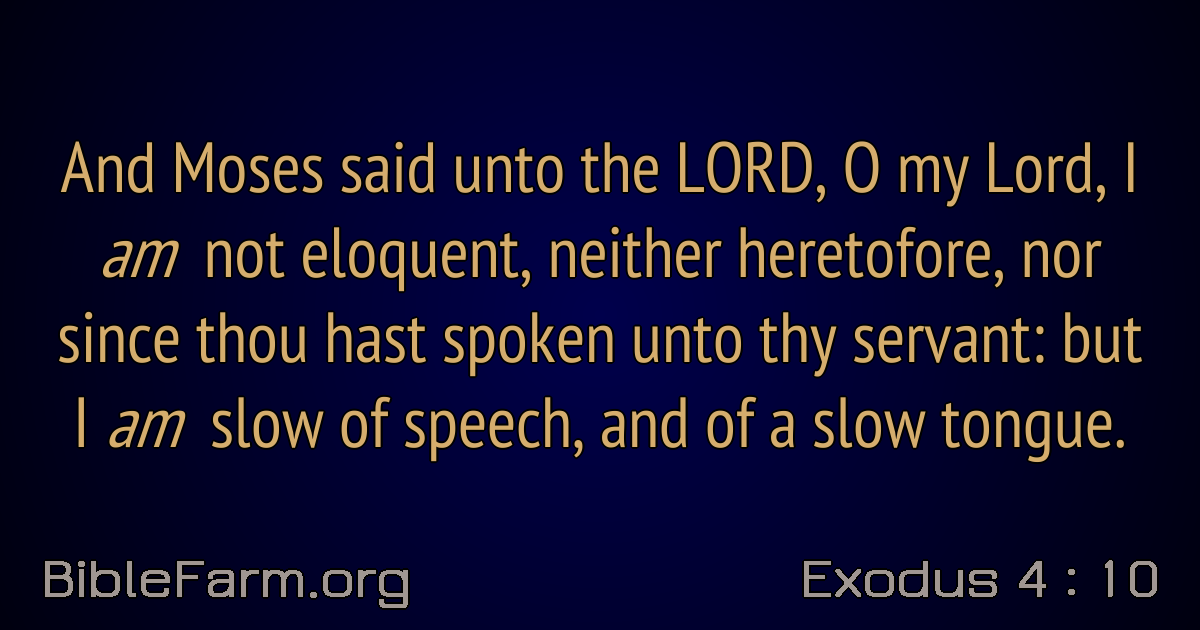 And Moses said unto the LORD, O my Lord, I
am not eloquent, neither heretofore, nor
since thou hast spoken unto thy servant: but
I am slow of speech, and of a slow tongue.
BibleFarm.org
Exodus 4 : 10